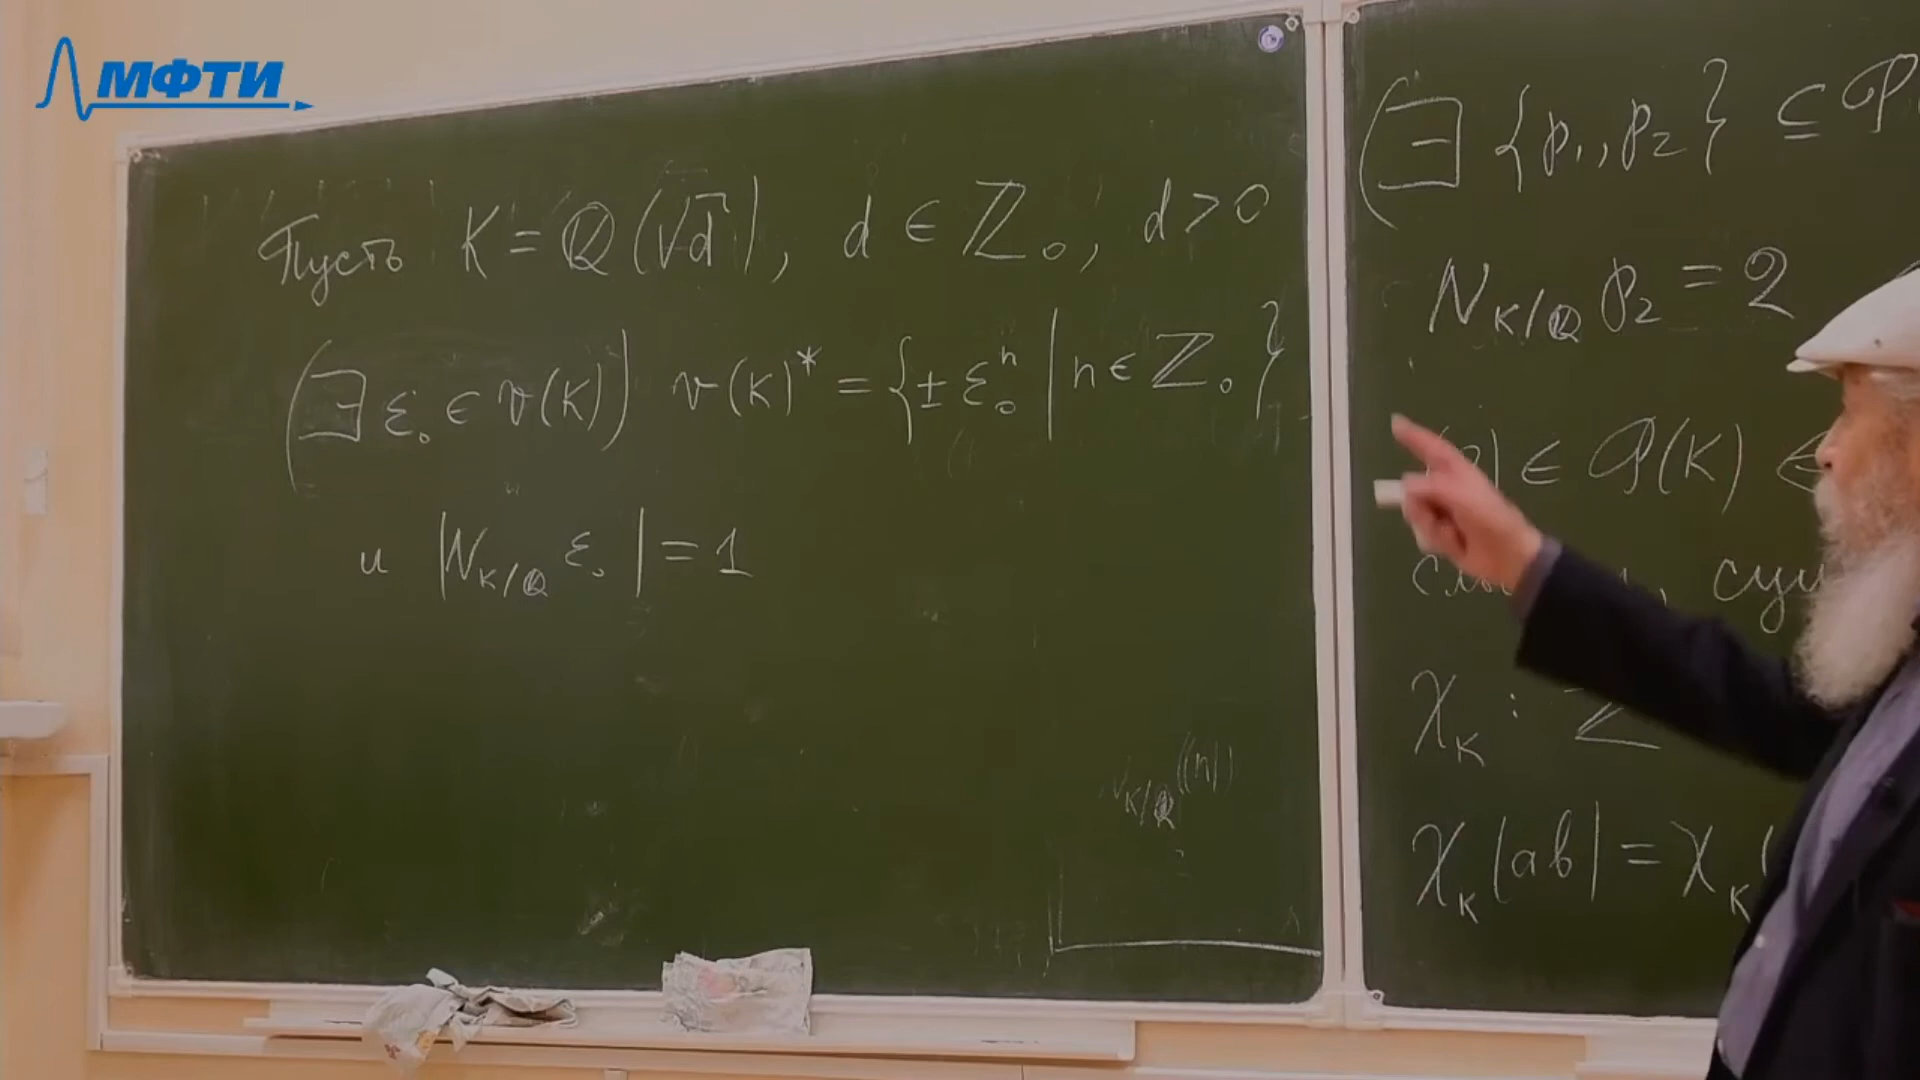 МФТИ
Пусть K = ℚ(√d), d ∈ ℤ₀, d > 0
(∃ ε₀ ∈ v(K)) v(K)* = {± ε₀ⁿ | n ∈ ℤ₀}
и |N_{K/ℚ} ε₀| = 1
N_{K/ℚ}((n))
(∃ {p₁, p₂} ⊆ 𝒫
N_{K/ℚ} p₂ = 2
∈ 𝒫(K) ⇔
χ_K : ℤ
χ_K(ab) = χ_K(